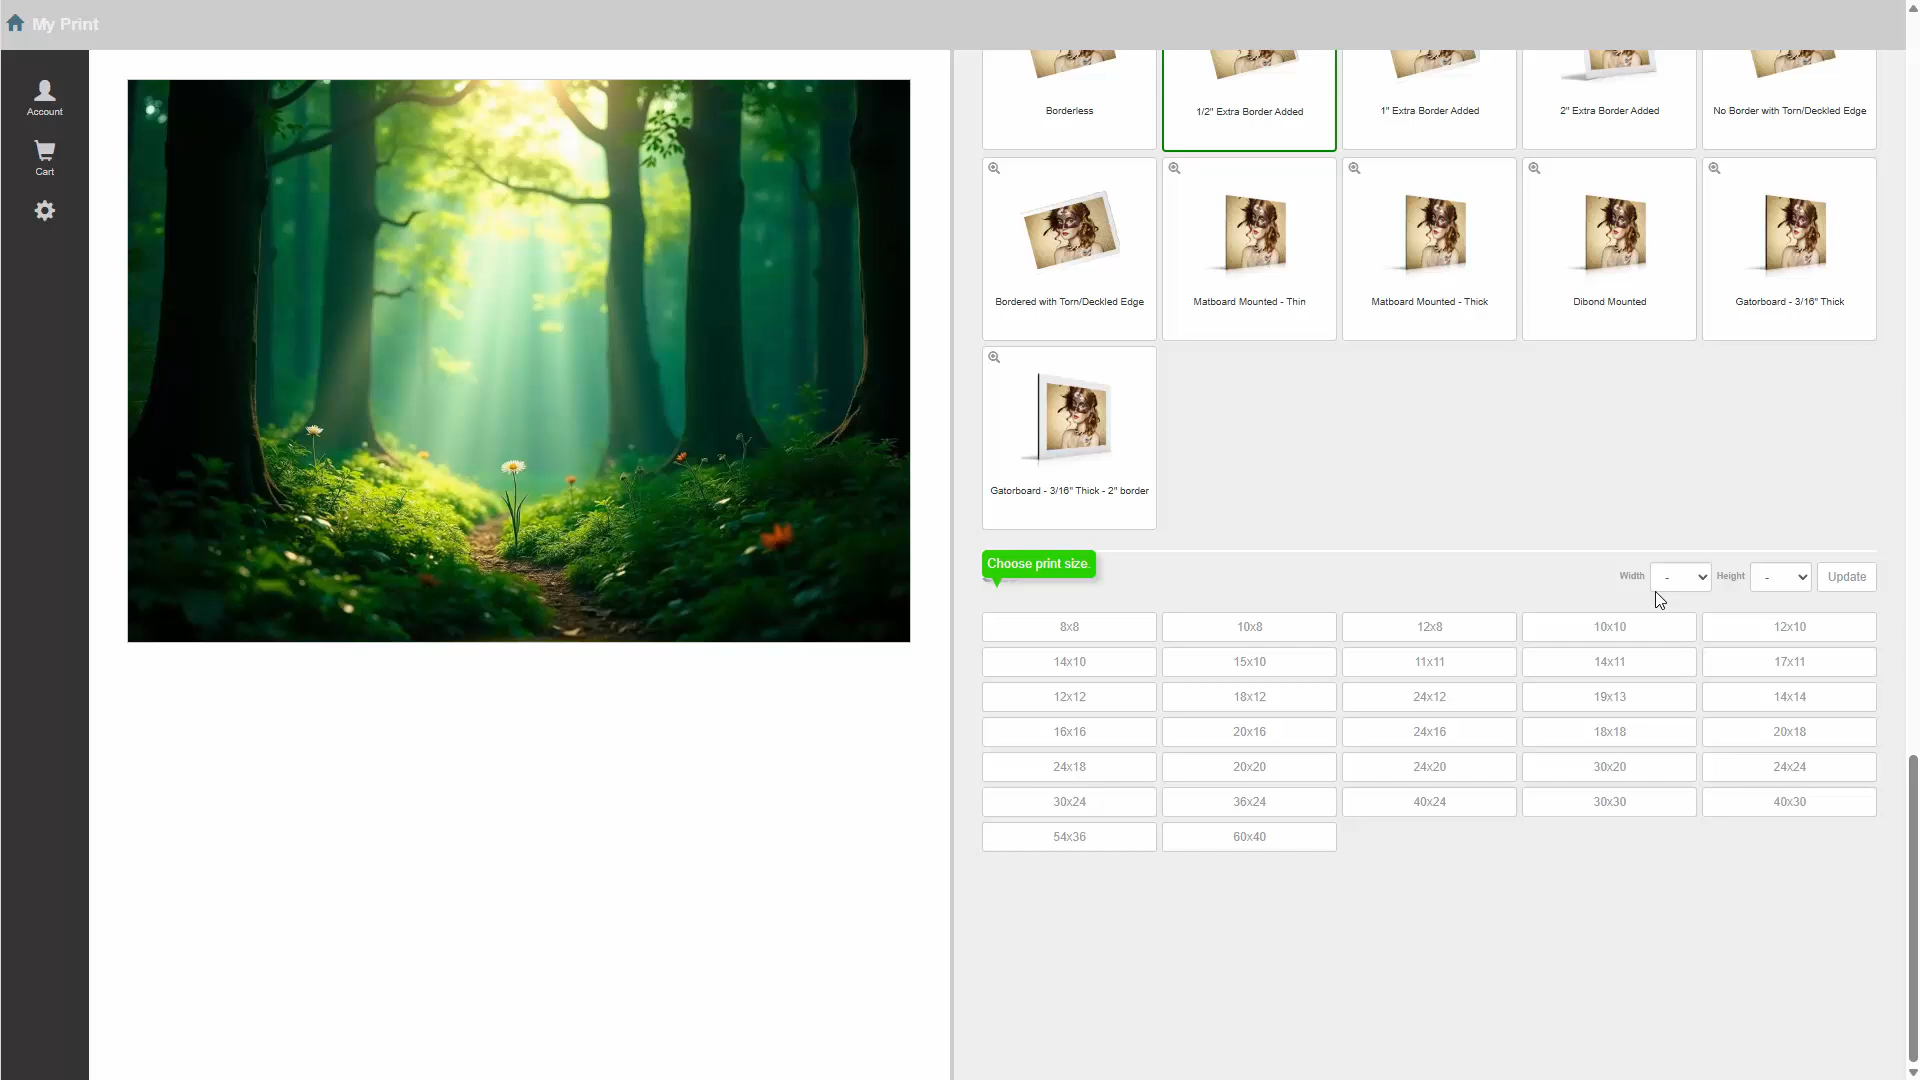 My Print
Account
Cart
Borderless
1/2" Extra Border Added
1" Extra Border Added
2" Extra Border Added
No Border with Torn/Deckled Edge
Bordered with Torn/Deckled Edge
Matboard Mounted - Thin
Matboard Mounted - Thick
Dibond Mounted
Gatorboard - 3/16" Thick
Gatorboard - 3/16" Thick - 2" border
Choose print size.
Width - Height - Update
8x8 10x8 12x8 10x10 12x10
14x10 15x10 11x11 14x11 17x11
12x12 18x12 24x12 19x13 14x14
16x16 20x16 24x16 18x18 20x18
24x18 20x20 24x20 30x20 24x24
30x24 36x24 40x24 30x30 40x30
54x36 60x40